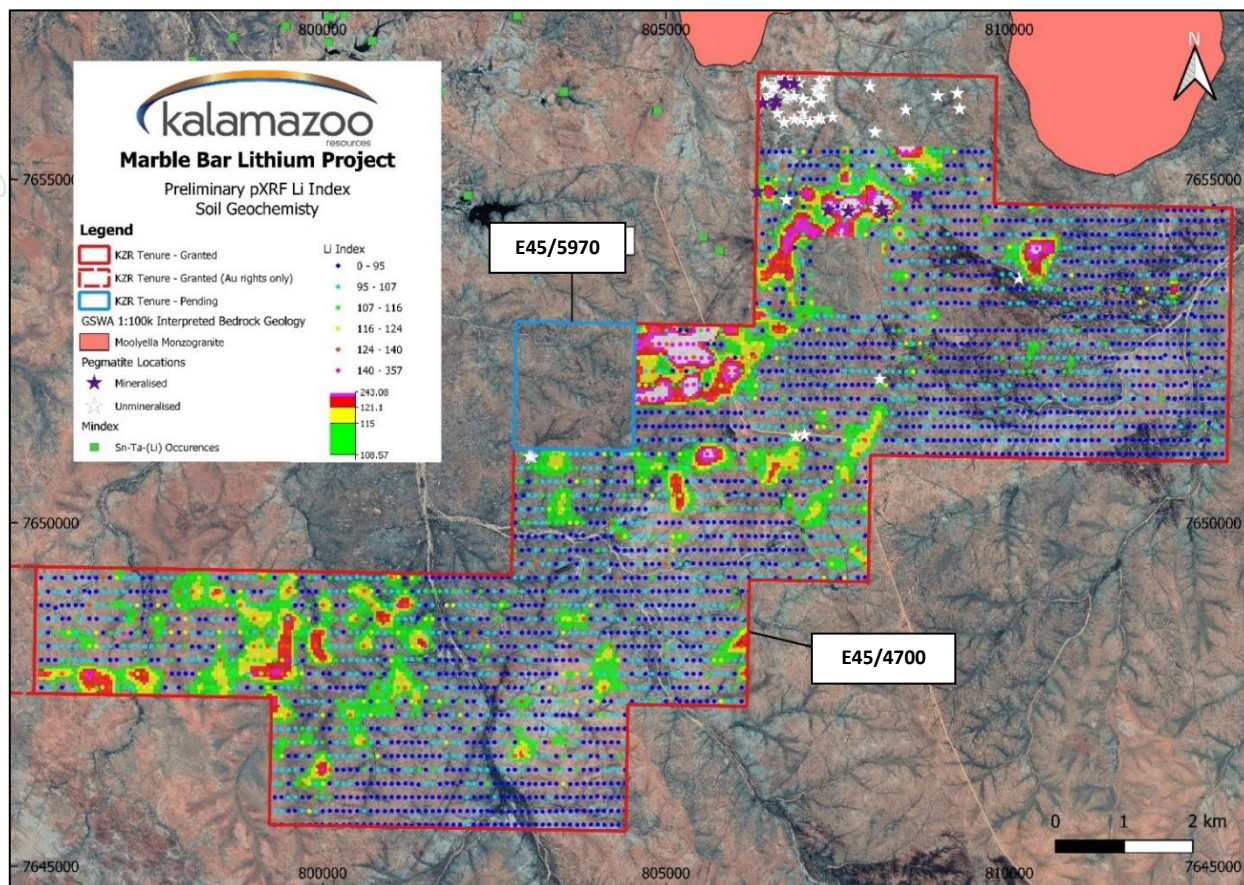 800000
805000
810000
N
kalamazoo
resources
Marble Bar Lithium Project
Preliminary pXRF Li Index
Soil Geochemisty
Legend
KZR Tenure - Granted
KZR Tenure - Granted (Au rights only)
KZR Tenure - Pending
GSWA 1:100k Interpreted Bedrock Geology
Moolyella Monzogranite
Pegmatite Locations
Mineralised
Unmineralised
Mindex
Sn-Ta-(Li) Occurences
Li Index
0 - 95
95 - 107
107 - 116
116 - 124
124 - 140
140 - 357
243.08
121.1
115
108.57
7655000
7655000
E45/5970
7650000
7650000
E45/4700
0 1 2 km
7645000
800000
805000
810000
7645000